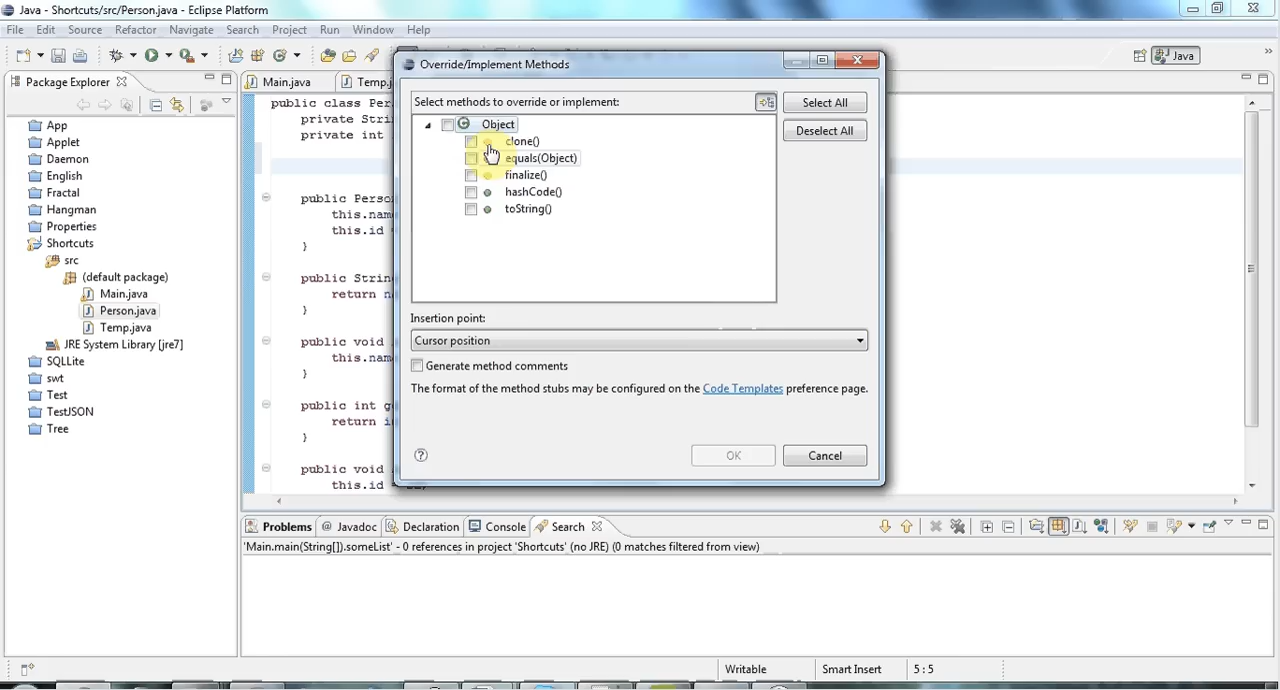 Java - Shortcuts/src/Person.java - Eclipse Platform
File Edit Source Refactor Navigate Search Project Run Window Help
Java
Package Explorer
App
Applet
Daemon
English
Fractal
Hangman
Properties
Shortcuts
src
(default package)
Main.java
Person.java
Temp.java
JRE System Library [jre7]
SQLLite
swt
Test
TestJSON
Tree
Main.java Temp.j
public class Per
private Stri
private int
public Perso
this.name
this.id =
}
public Strin
return na
}
public void
this.name
}
public int g
return i
}
public void
this.id = id;
Override/Implement Methods
Select methods to override or implement:
Object
clone()
equals(Object)
finalize()
hashCode()
toString()
Select All
Deselect All
Insertion point:
Cursor position
Generate method comments
The format of the method stubs may be configured on the Code Templates preference page.
OK Cancel
Problems Javadoc Declaration Console Search
'Main.main(String[]).someList' - 0 references in project 'Shortcuts' (no JRE) (0 matches filtered from view)
Writable Smart Insert 5 : 5